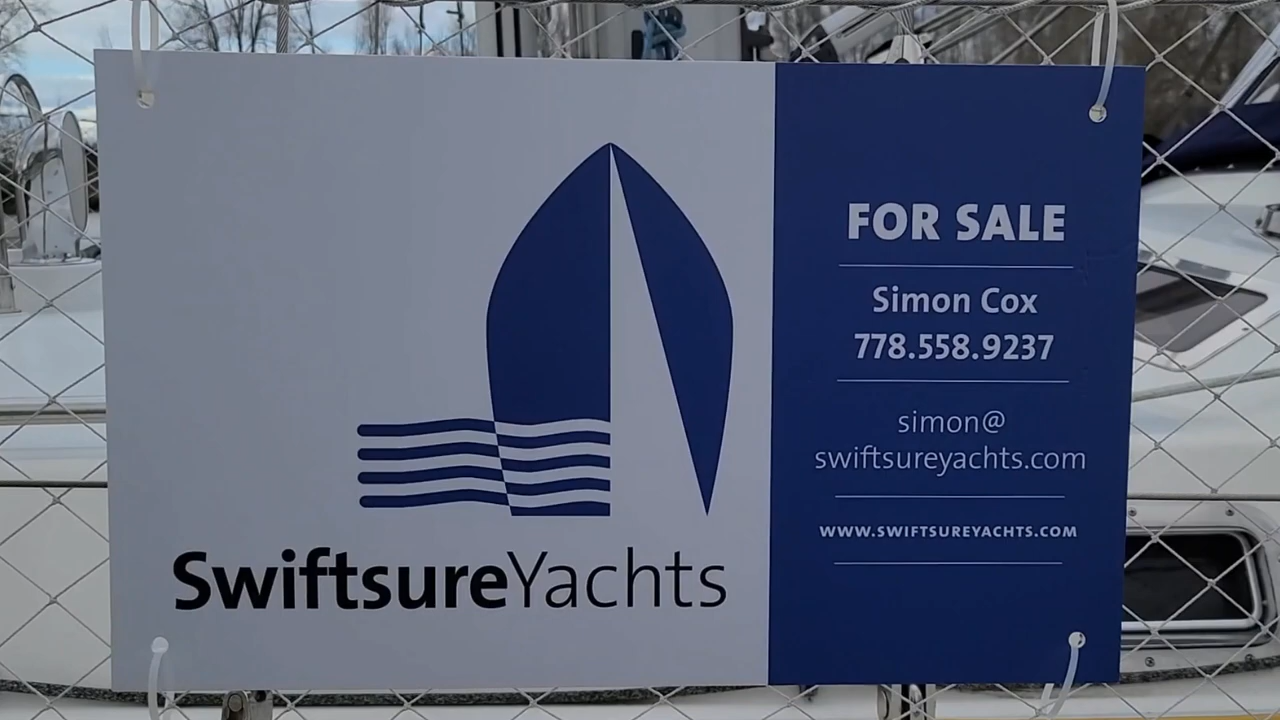 SwiftsureYachts
FOR SALE
Simon Cox
778.558.9237
simon@
swiftsureyachts.com
WWW.SWIFTSUREYACHTS.COM